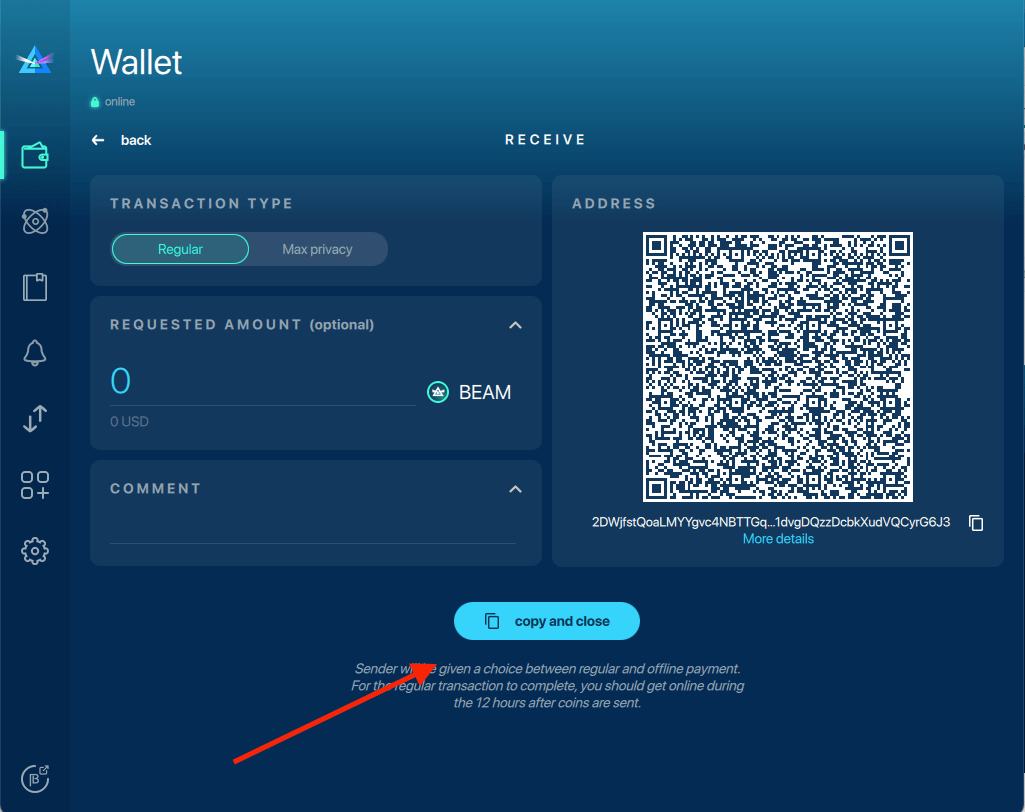 Wallet
online
back
RECEIVE
TRANSACTION TYPE
Regular
Max privacy
REQUESTED AMOUNT (optional)
0
BEAM
0 USD
COMMENT
ADDRESS
2DWjfstQoaLMYYgvc4NBTTGq...1dvgDQzzDcbkXudVQCyrG6J3
More details
copy and close
Sender given a choice between regular and offline payment.
For the regular transaction to complete, you should get online during
the 12 hours after coins are sent.